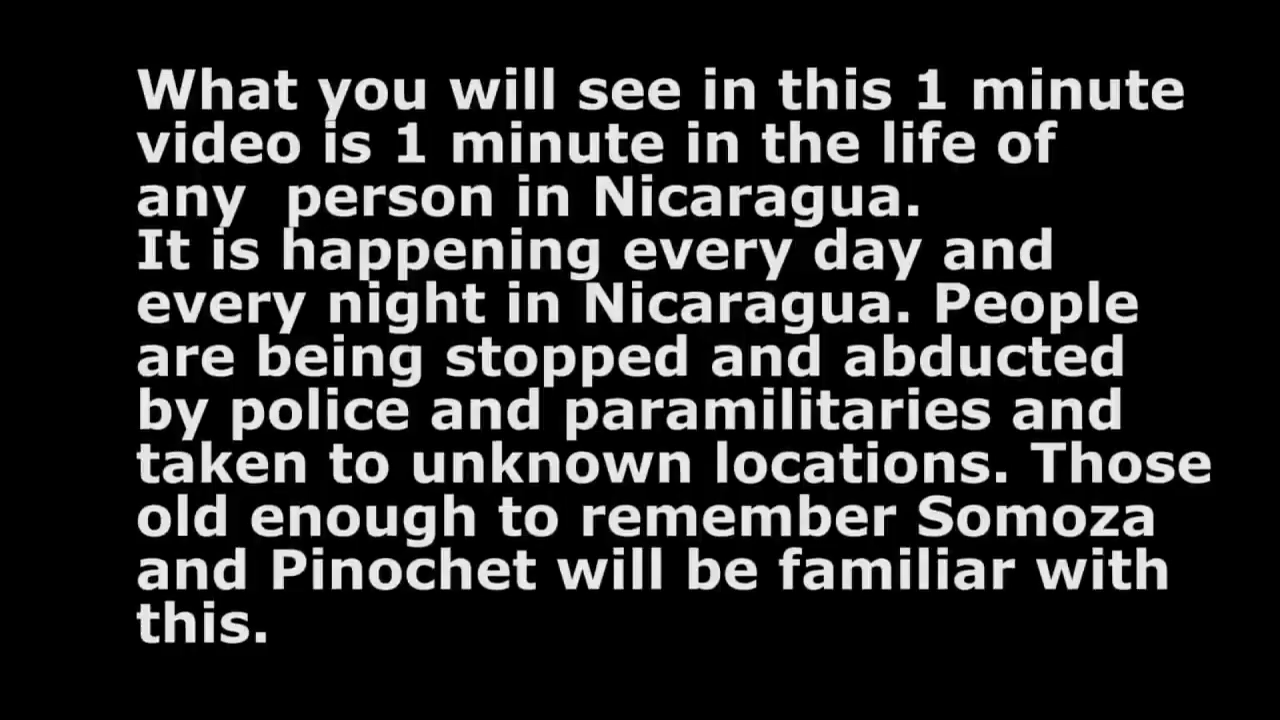 What you will see in this 1 minute
video is 1 minute in the life of
any  person in Nicaragua.
It is happening every day and
every night in Nicaragua. People
are being stopped and abducted
by police and paramilitaries and
taken to unknown locations. Those
old enough to remember Somoza
and Pinochet will be familiar with
this.